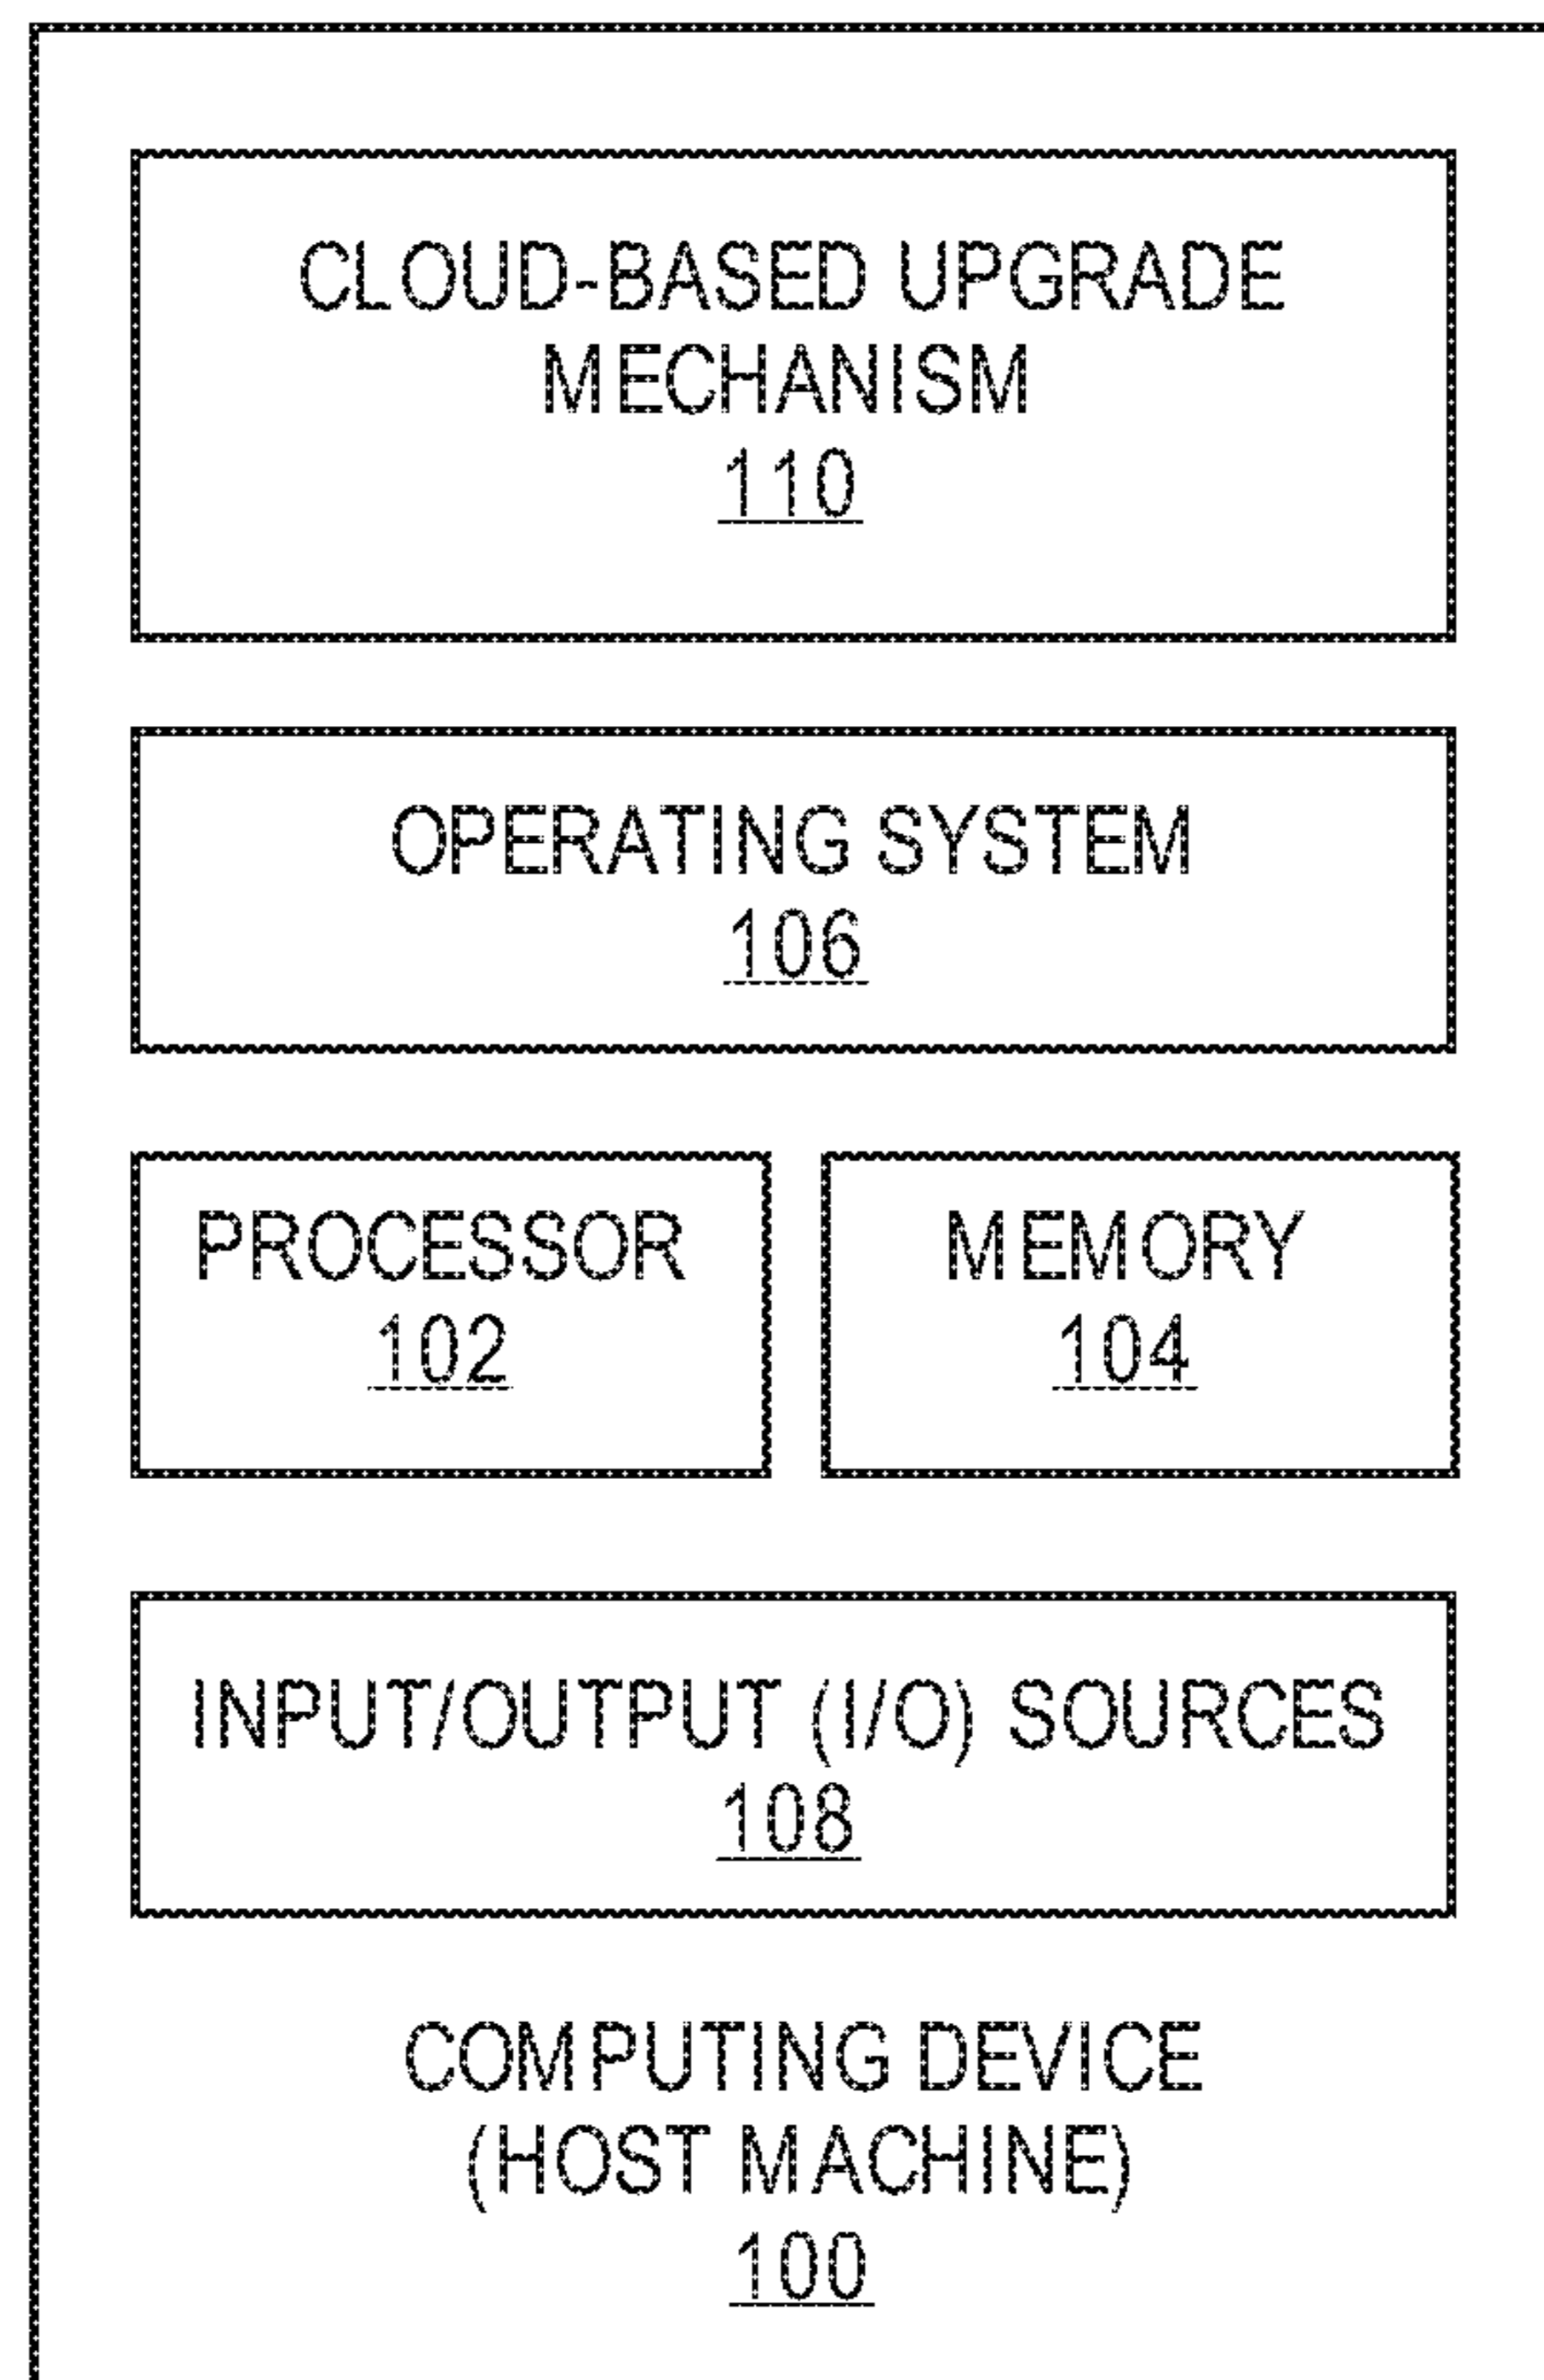 CLOUD-BASED UPGRADE
MECHANISM
110
OPERATING SYSTEM
106
PROCESSOR
102
MEMORY
104
INPUT/OUTPUT (I/O) SOURCES
108
COMPUTING DEVICE
(HOST MACHINE)
100